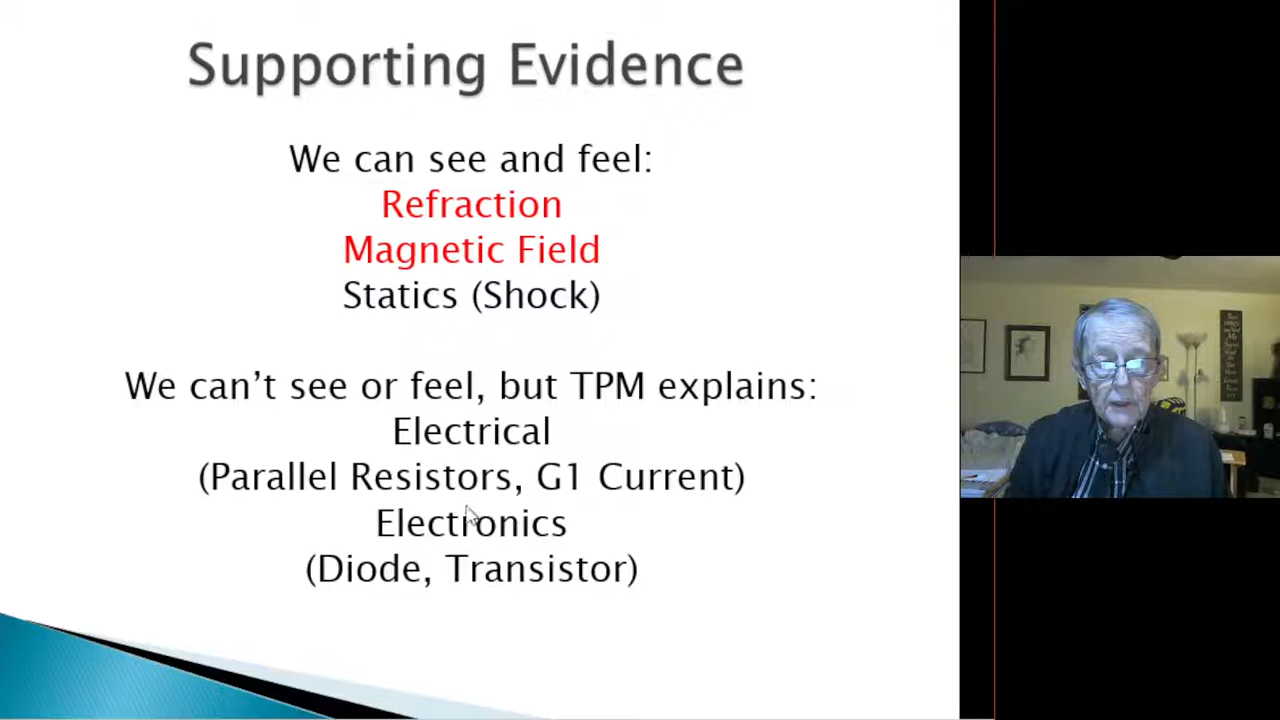 Supporting Evidence
We can see and feel:
Refraction
Magnetic Field
Statics (Shock)
We can't see or feel, but TPM explains:
Electrical
(Parallel Resistors, G1 Current)
Electronics
(Diode, Transistor)